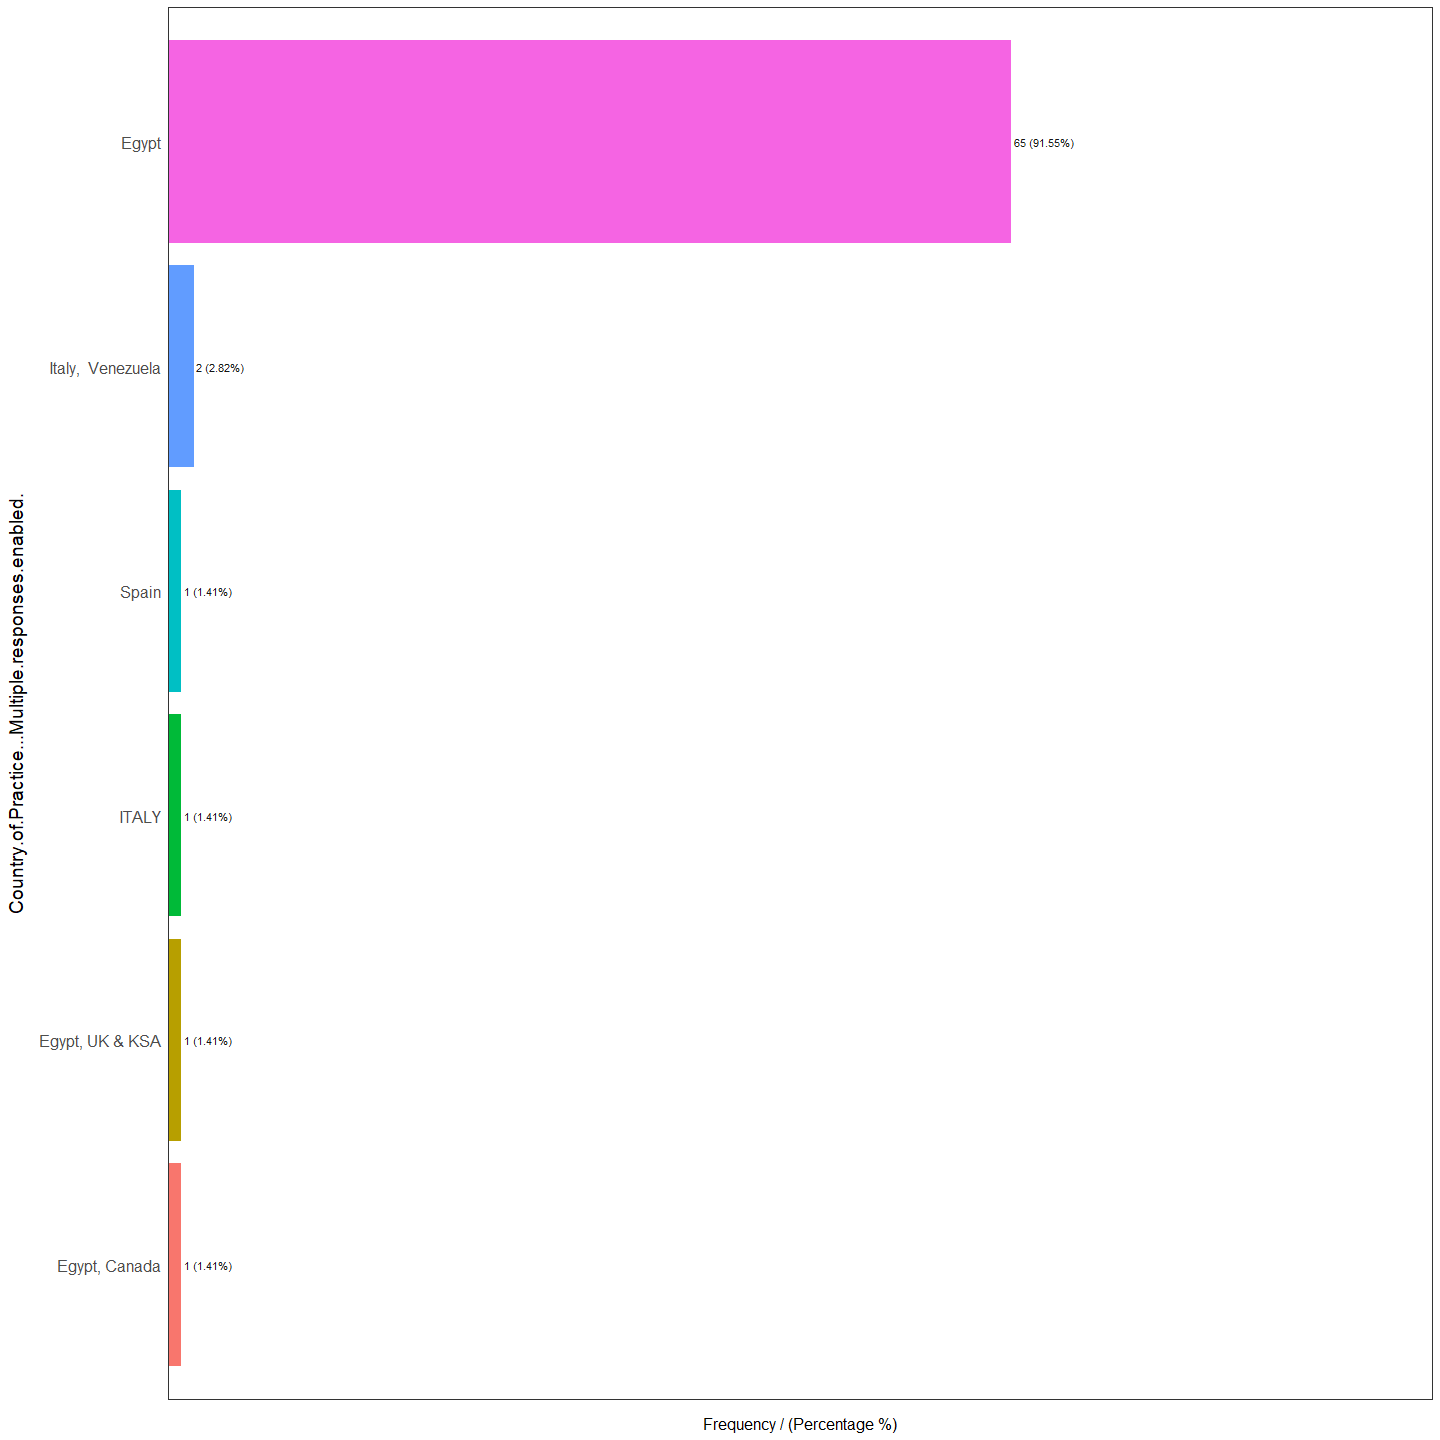 Country.of.Practice...Multiple.responses.enabled.
Egypt
65 (91.55%)
Italy,  Venezuela
2 (2.82%)
Spain
1 (1.41%)
ITALY
1 (1.41%)
Egypt, UK & KSA
1 (1.41%)
Egypt, Canada
1 (1.41%)
Frequency / (Percentage %)